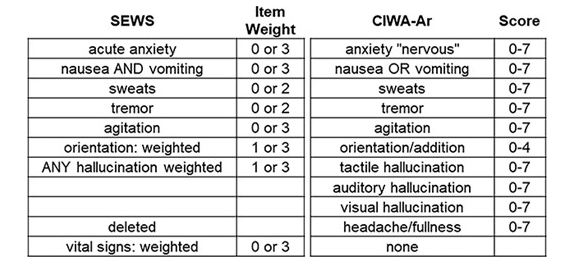 SEWS Item Weight CIWA-Ar Score
acute anxiety 0 or 3 anxiety "nervous" 0-7
nausea AND vomiting 0 or 3 nausea OR vomiting 0-7
sweats 0 or 2 sweats 0-7
tremor 0 or 2 tremor 0-7
agitation 0 or 3 agitation 0-7
orientation: weighted 1 or 3 orientation/addition 0-4
ANY hallucination weighted 1 or 3 tactile hallucination 0-7
auditory hallucination 0-7
visual hallucination 0-7
deleted headache/fullness 0-7
vital signs: weighted 0 or 3 none